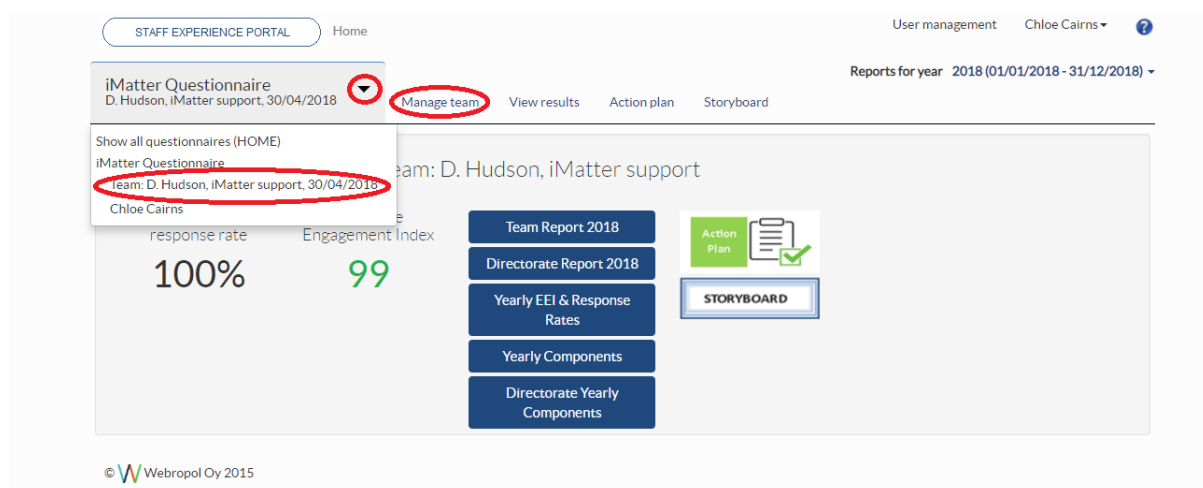 STAFF EXPERIENCE PORTAL Home User management Chloe Cairns
Reports for year 2018 (01/01/2018 - 31/12/2018)
iMatter Questionnaire
D. Hudson, iMatter support, 30/04/2018
Manage team View results Action plan Storyboard
Show all questionnaires (HOME)
iMatter Questionnaire
Team: D. Hudson, iMatter support, 30/04/2018
Chloe Cairns
eam: D. Hudson, iMatter support
response rate
100%
e
Engagement Index
99
Team Report 2018
Directorate Report 2018
Yearly EEI & Response
Rates
Yearly Components
Directorate Yearly
Components
Action
Plan
STORYBOARD
© Webropol Oy 2015